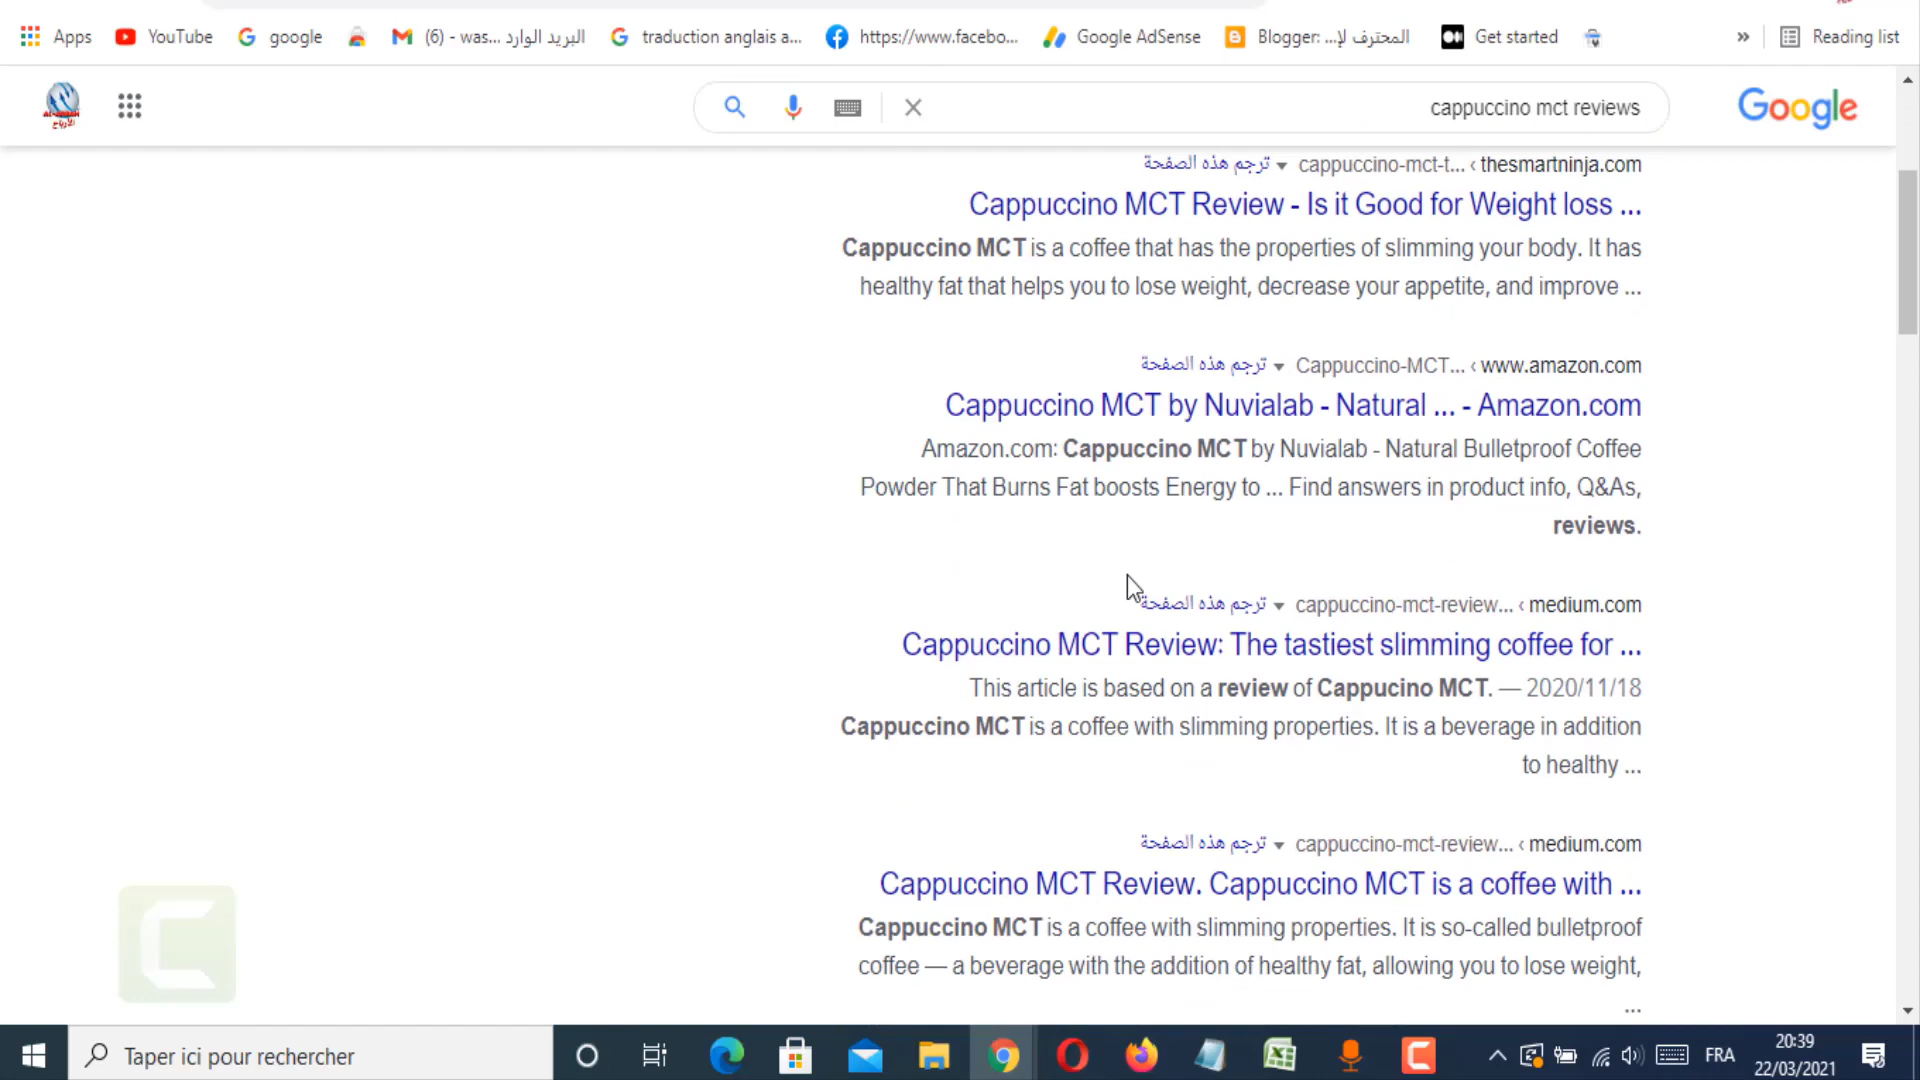 Apps YouTube google (6) - was... البريد الوارد traduction anglais a... https://www.facebo... Google AdSense Blogger: ...المحترف لإ Get started » Reading list
cappuccino mct reviews Google
ترجم هذه الصفحة cappuccino-mct-t... ‹ thesmartninja.com
Cappuccino MCT Review - Is it Good for Weight loss ...
Cappuccino MCT is a coffee that has the properties of slimming your body. It has
healthy fat that helps you to lose weight, decrease your appetite, and improve ...
ترجم هذه الصفحة Cappuccino-MCT... ‹ www.amazon.com
Cappuccino MCT by Nuvialab - Natural ... - Amazon.com
Amazon.com: Cappuccino MCT by Nuvialab - Natural Bulletproof Coffee
Powder That Burns Fat boosts Energy to ... Find answers in product info, Q&As,
reviews.
ترجم هذه الصفحة cappuccino-mct-review... ‹ medium.com
Cappuccino MCT Review: The tastiest slimming coffee for ...
This article is based on a review of Cappucino MCT. — 2020/11/18
Cappuccino MCT is a coffee with slimming properties. It is a beverage in addition
to healthy ...
ترجم هذه الصفحة cappuccino-mct-review... ‹ medium.com
Cappuccino MCT Review. Cappuccino MCT is a coffee with ...
Cappuccino MCT is a coffee with slimming properties. It is so-called bulletproof
coffee — a beverage with the addition of healthy fat, allowing you to lose weight,
...
Taper ici pour rechercher FRA 20:39
22/03/2021